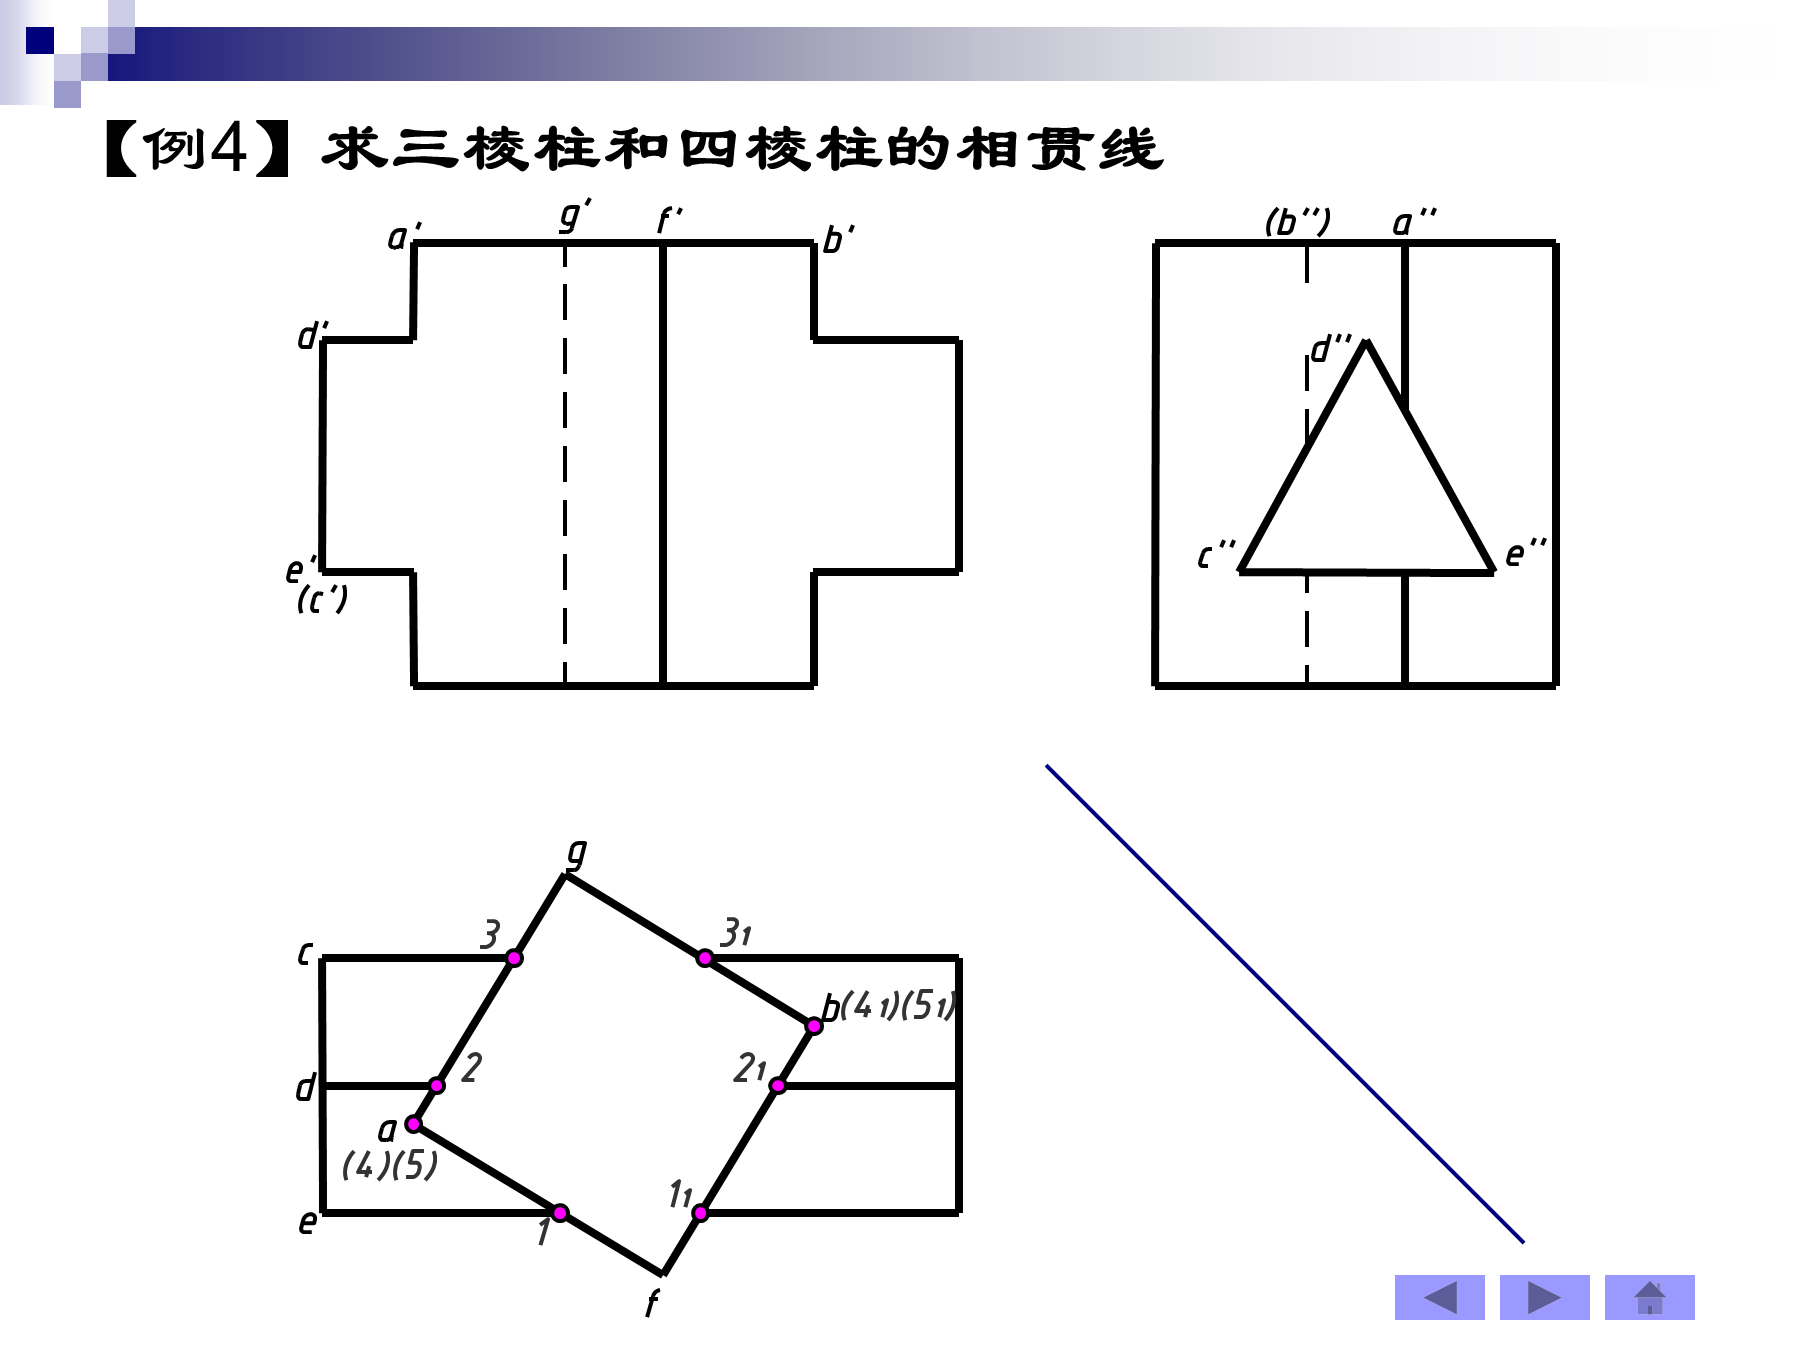 【例4】求三棱柱和四棱柱的相贯线
a' g' f' b' (b'') a''
d' d''
e' c'' e''
(c')
g
c 3 3₁
b(4₁)(5₁)
d 2 2₁
a
(4)(5)
e 1 1₁
f